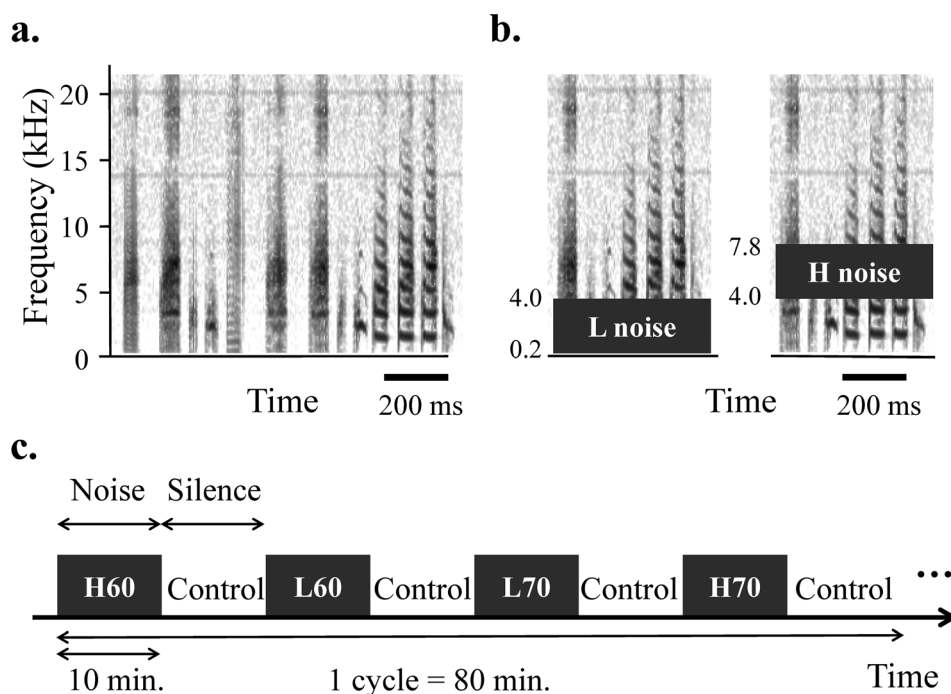 a.
Frequency (kHz)
20
15
10
5
0
Time
200 ms
b.
4.0
0.2
L noise
7.8
4.0
H noise
Time
200 ms
c.
Noise Silence
H60 Control L60 Control L70 Control H70 Control ...
10 min. 1 cycle = 80 min. Time